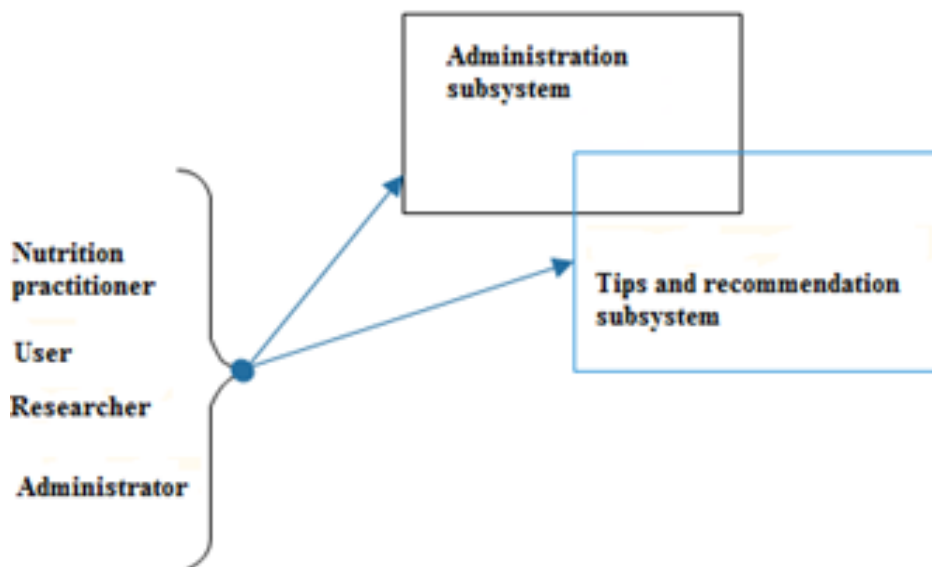 Administration
subsystem
Nutrition
practitioner
User
Researcher
Administrator
Tips and recommendation
subsystem